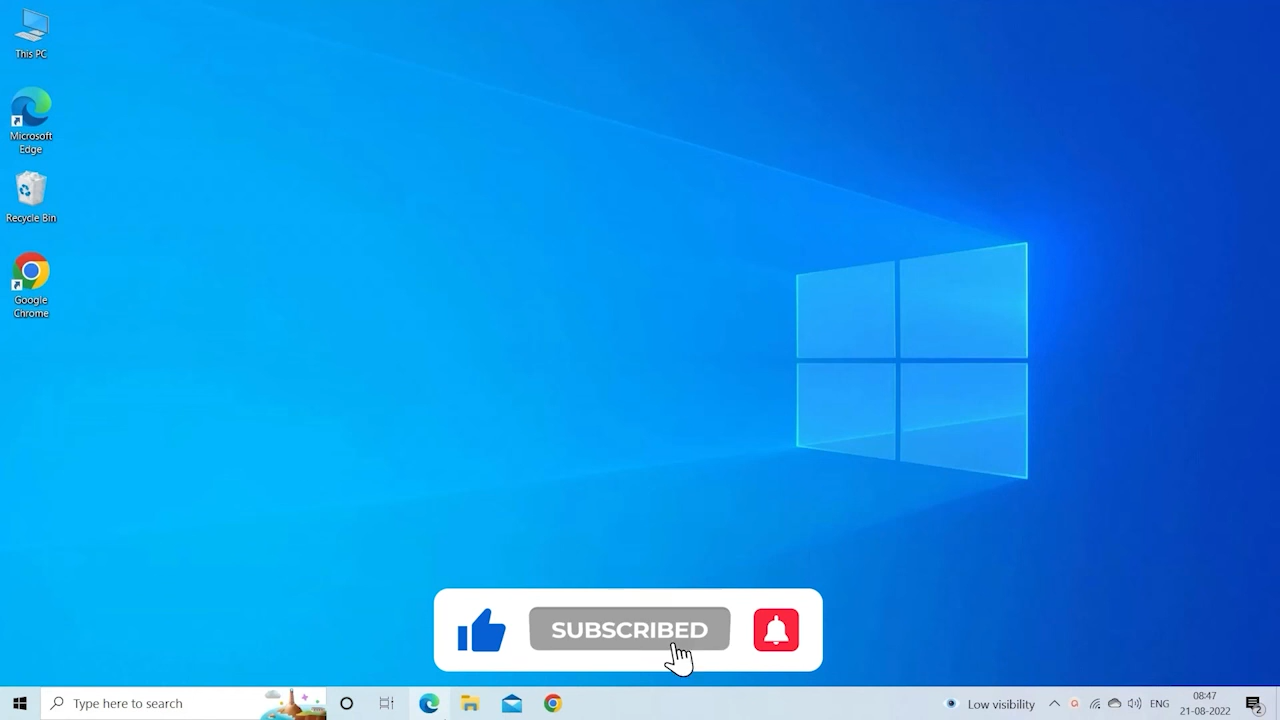 This PC
Microsoft
Edge
Recycle Bin
Google
Chrome
SUBSCRIBED
Type here to search
Low visibility
ENG
08:47
21-08-2022
2